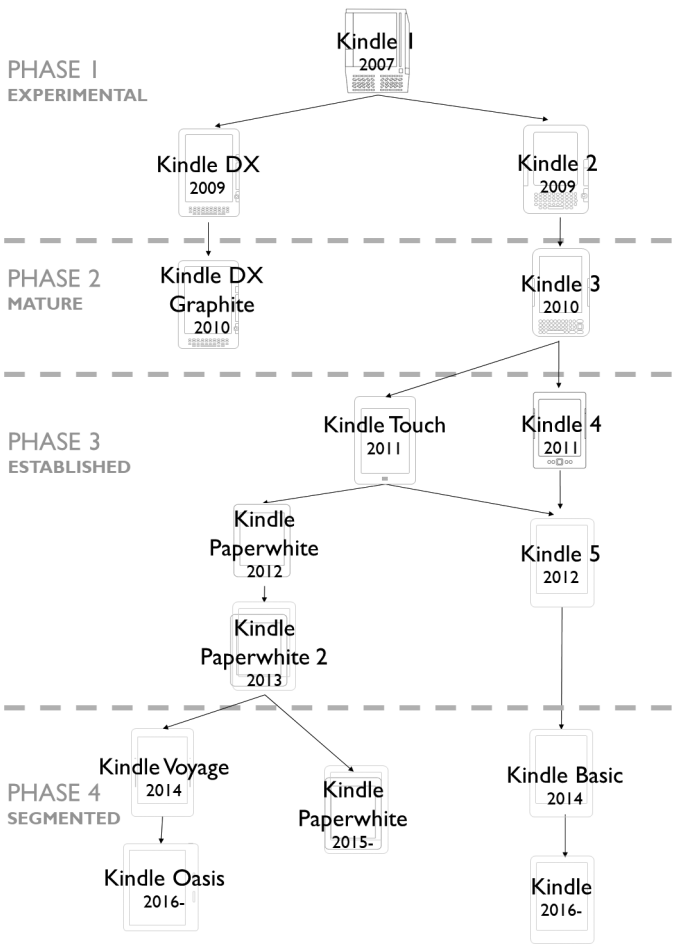 Kindle 1
2007
PHASE 1
EXPERIMENTAL
Kindle DX
2009
Kindle 2
2009
PHASE 2
MATURE
Kindle DX
Graphite
2010
Kindle 3
2010
PHASE 3
ESTABLISHED
Kindle Touch
2011
Kindle 4
2011
Kindle
Paperwhite
2012
Kindle 5
2012
Kindle
Paperwhite 2
2013
PHASE 4
SEGMENTED
Kindle Voyage
2014
Kindle
Paperwhite
2015-
Kindle Basic
2014
Kindle Oasis
2016-
Kindle
2016-